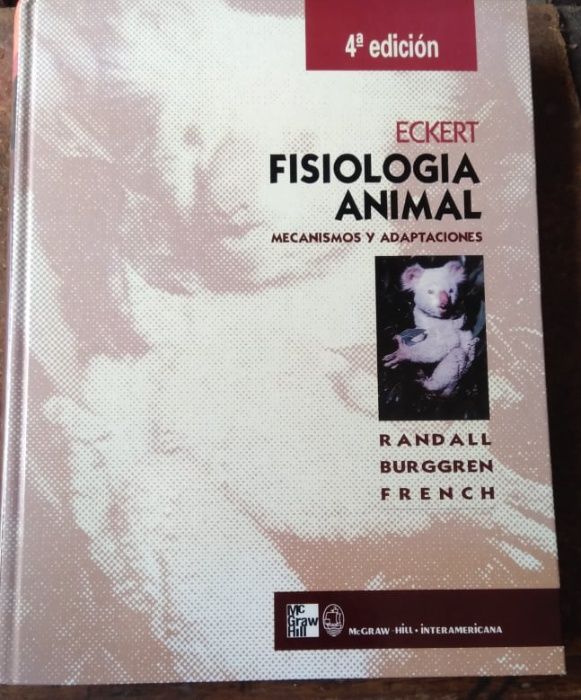 4ª edición
ECKERT
FISIOLOGIA
ANIMAL
MECANISMOS Y ADAPTACIONES
RANDALL
BURGGREN
FRENCH
Mc
Graw
Hill
McGRAW-HILL • INTERAMERICANA